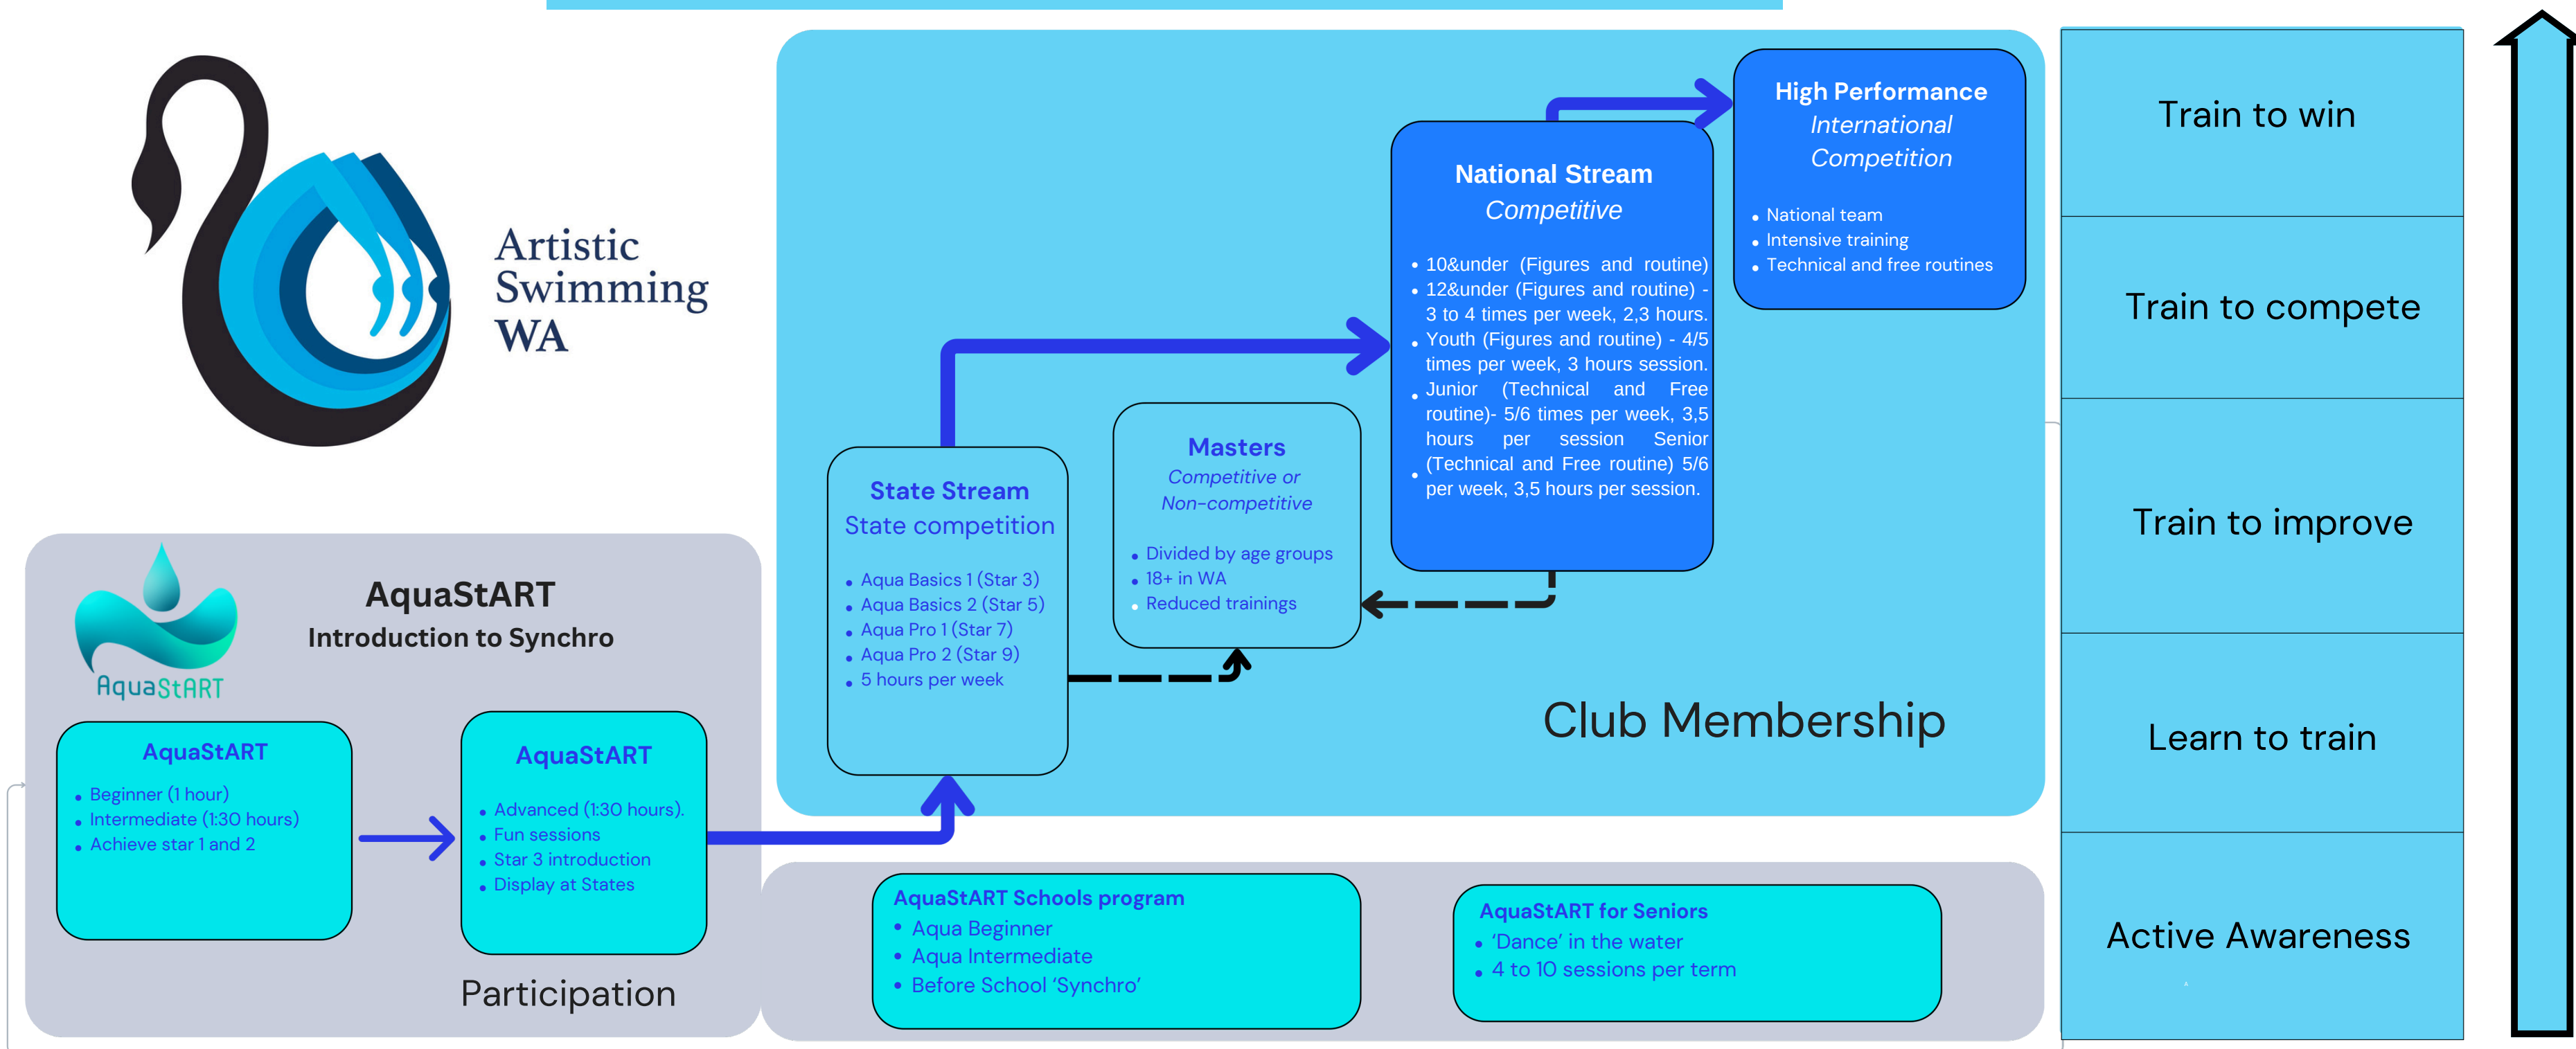 Artistic
Swimming
WA
AquaStART
AquaStART
Introduction to Synchro
AquaStART
• Beginner (1 hour)
• Intermediate (1:30 hours)
• Achieve star 1 and 2
AquaStART
• Advanced (1:30 hours).
• Fun sessions
• Star 3 introduction
• Display at States
Participation
State Stream
State competition
• Aqua Basics 1 (Star 3)
• Aqua Basics 2 (Star 5)
• Aqua Pro 1 (Star 7)
• Aqua Pro 2 (Star 9)
• 5 hours per week
Masters
Competitive or
Non-competitive
• Divided by age groups
• 18+ in WA
• Reduced trainings
National Stream
Competitive
• 10&under (Figures and routine)
• 12&under (Figures and routine) -
3 to 4 times per week, 2,3 hours.
• Youth (Figures and routine) - 4/5
times per week, 3 hours session.
• Junior (Technical and Free
routine)- 5/6 times per week, 3,5
hours per session Senior
• (Technical and Free routine) 5/6
per week, 3,5 hours per session.
High Performance
International
Competition
• National team
• Intensive training
• Technical and free routines
Club Membership
AquaStART Schools program
• Aqua Beginner
• Aqua Intermediate
• Before School ‘Synchro’
AquaStART for Seniors
• ‘Dance’ in the water
• 4 to 10 sessions per term
Train to win
Train to compete
Train to improve
Learn to train
Active Awareness